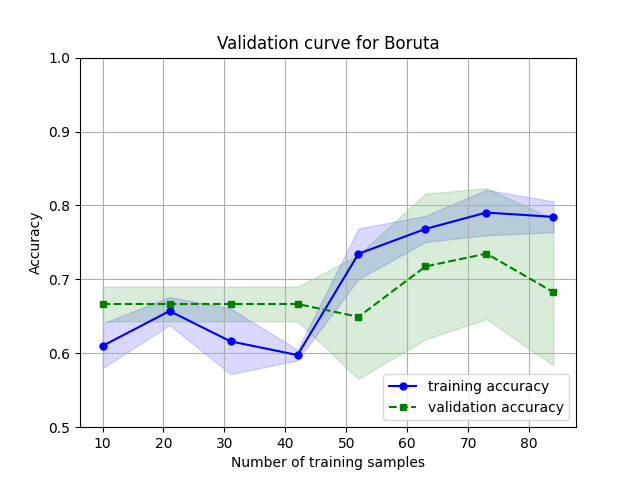 Validation curve for Boruta
1.0
0.9
0.8
0.7
0.6
0.5
Accuracy
training accuracy
validation accuracy
10 20 30 40 50 60 70 80
Number of training samples